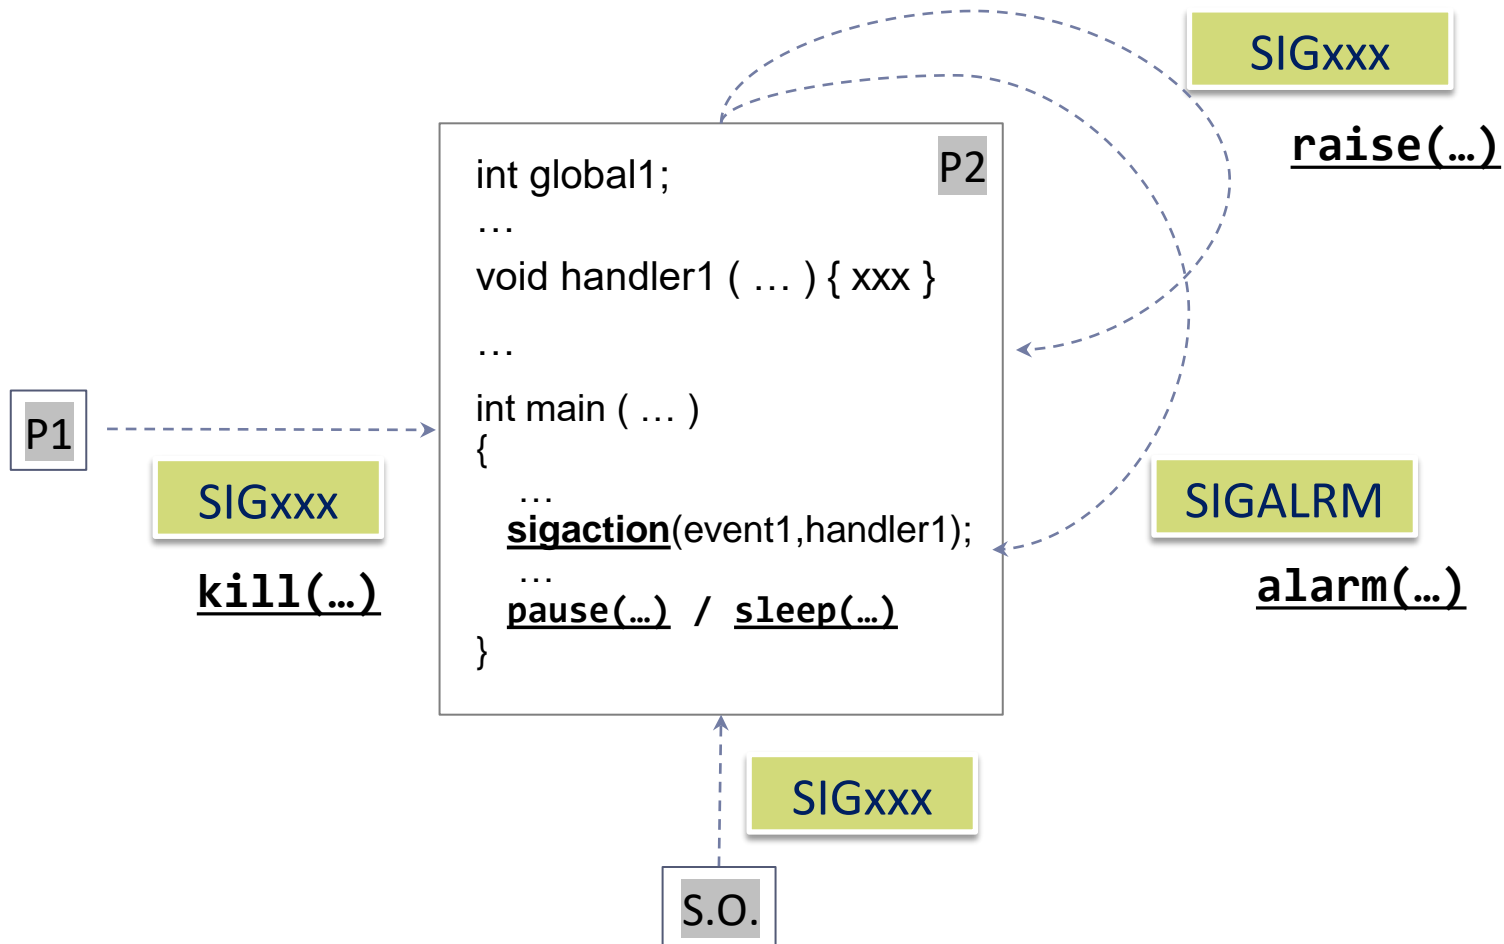 SIGxxx
raise(…)
P2
int global1;
…
void handler1 ( … ) { xxx }
…
int main ( … )
{
…
sigaction(event1,handler1);
…
pause(…) / sleep(…)
}
P1
SIGxxx
kill(…)
SIGALRM
alarm(…)
SIGxxx
S.O.